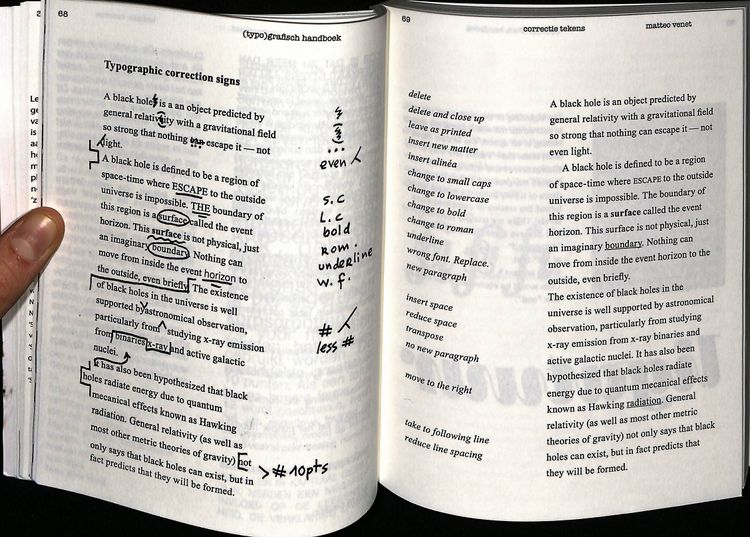 68
(typo)grafisch handboek
Typographic correction signs
A black holes is a an object predicted by
general relativity with a gravitational field
so strong that nothing can escape it — not
light.
even
A black hole is defined to be a region of
space-time where ESCAPE to the outside
s.c
universe is impossible. THE boundary of
L.c
this region is a surface called the event
bold
horizon. This surface is not physical, just
rom.
an imaginary boundary. Nothing can
underline
move from inside the event horizon to
w.f.
the outside, even briefly. The existence
of black holes in the universe is well
supported by astronomical observation,
#
particularly from studying x-ray emission
less #
from binaries x-ray and active galactic
nuclei.
It has also been hypothesized that black
holes radiate energy due to quantum
mecanical effects known as Hawking
radiation. General relativity (as well as
most other metric theories of gravity) not
only says that black holes can exist, but in
> # 10pts
fact predicts that they will be formed.
69
correctie tekens
matteo venet
delete
delete and close up
leave as printed
insert new matter
insert alinéa
change to small caps
change to lowercase
change to bold
change to roman
underline
wrong font. Replace.
new paragraph
insert space
reduce space
transpose
no new paragraph
move to the right
take to following line
reduce line spacing
A black hole is an object predicted by
general relativity with a gravitational field
so strong that nothing can escape it — not
even light.
A black hole is defined to be a region
of space-time where ESCAPE to the outside
universe is impossible. The boundary of
this region is a surface called the event
horizon. This surface is not physical, just
an imaginary boundary. Nothing can
move from inside the event horizon to the
outside, even briefly.
The existence of black holes in the
universe is well supported by astronomical
observation, particularly from studying
x-ray emission from x-ray binaries and
active galactic nuclei. It has also been
hypothesized that black holes radiate
energy due to quantum mecanical effects
known as Hawking radiation. General
relativity (as well as most other metric
theories of gravity) not only says that black
holes can exist, but in fact predicts that
they will be formed.